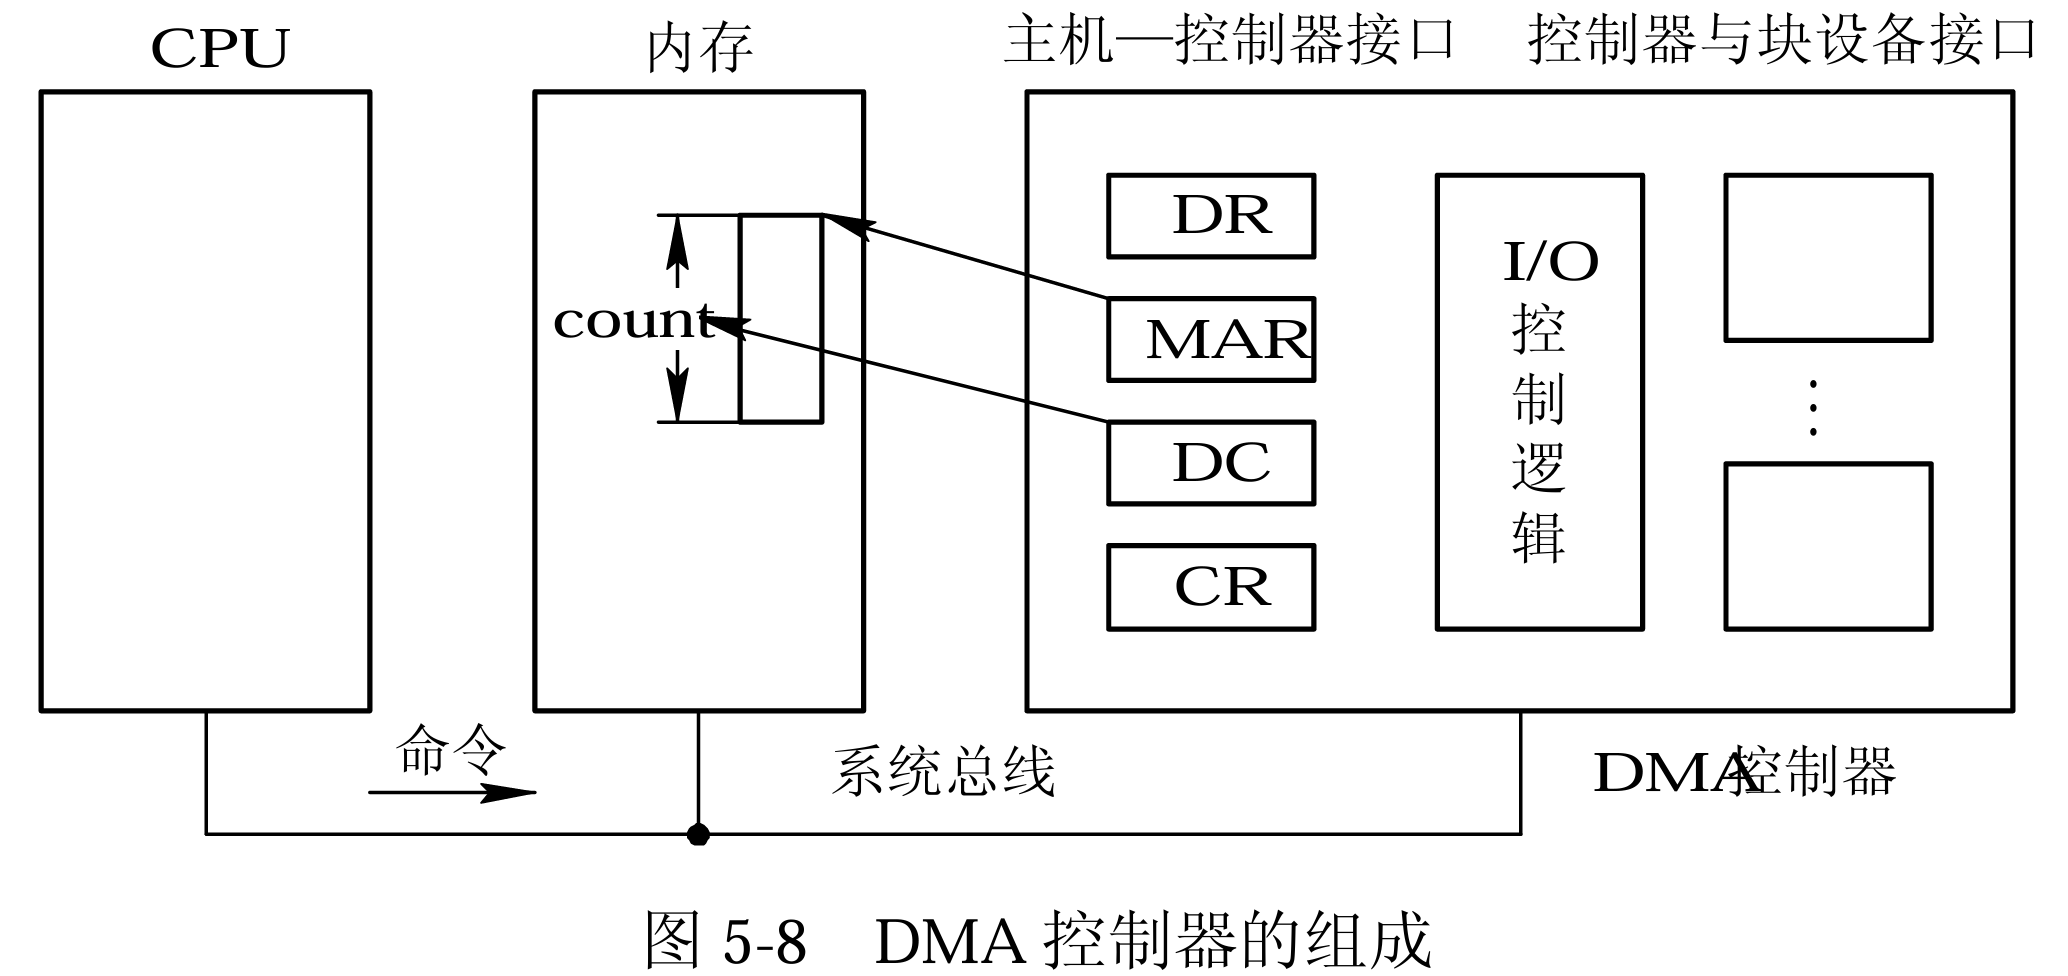 CPU
内存
主机—控制器接口
控制器与块设备接口
count
DR
MAR
DC
CR
I/O
控
制
逻
辑
命令
系统总线
DMA控制器
图 5-8 DMA 控制器的组成